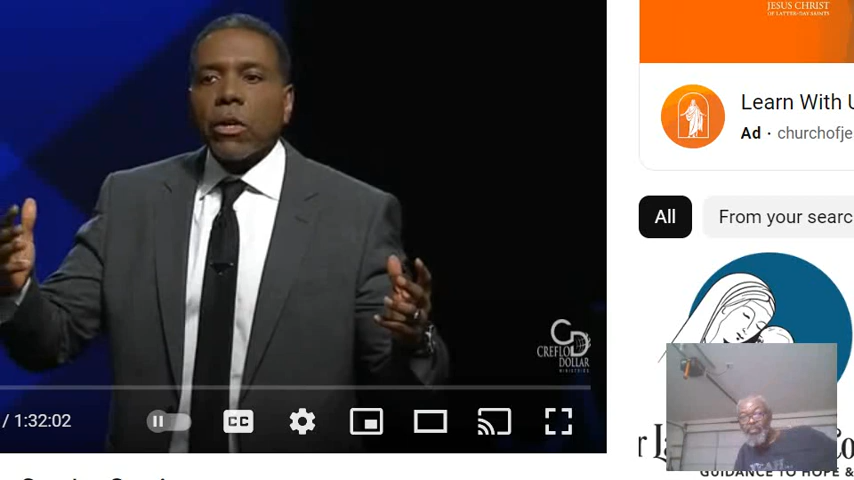 JESUS CHRIST
OF LATTER-DAY SAINTS
Learn With U
Ad · churchofje
All
From your searc
CREFLO
DOLLAR
MINISTRIES
/ 1:32:02
CC
GUIDANCE TO HOPE &